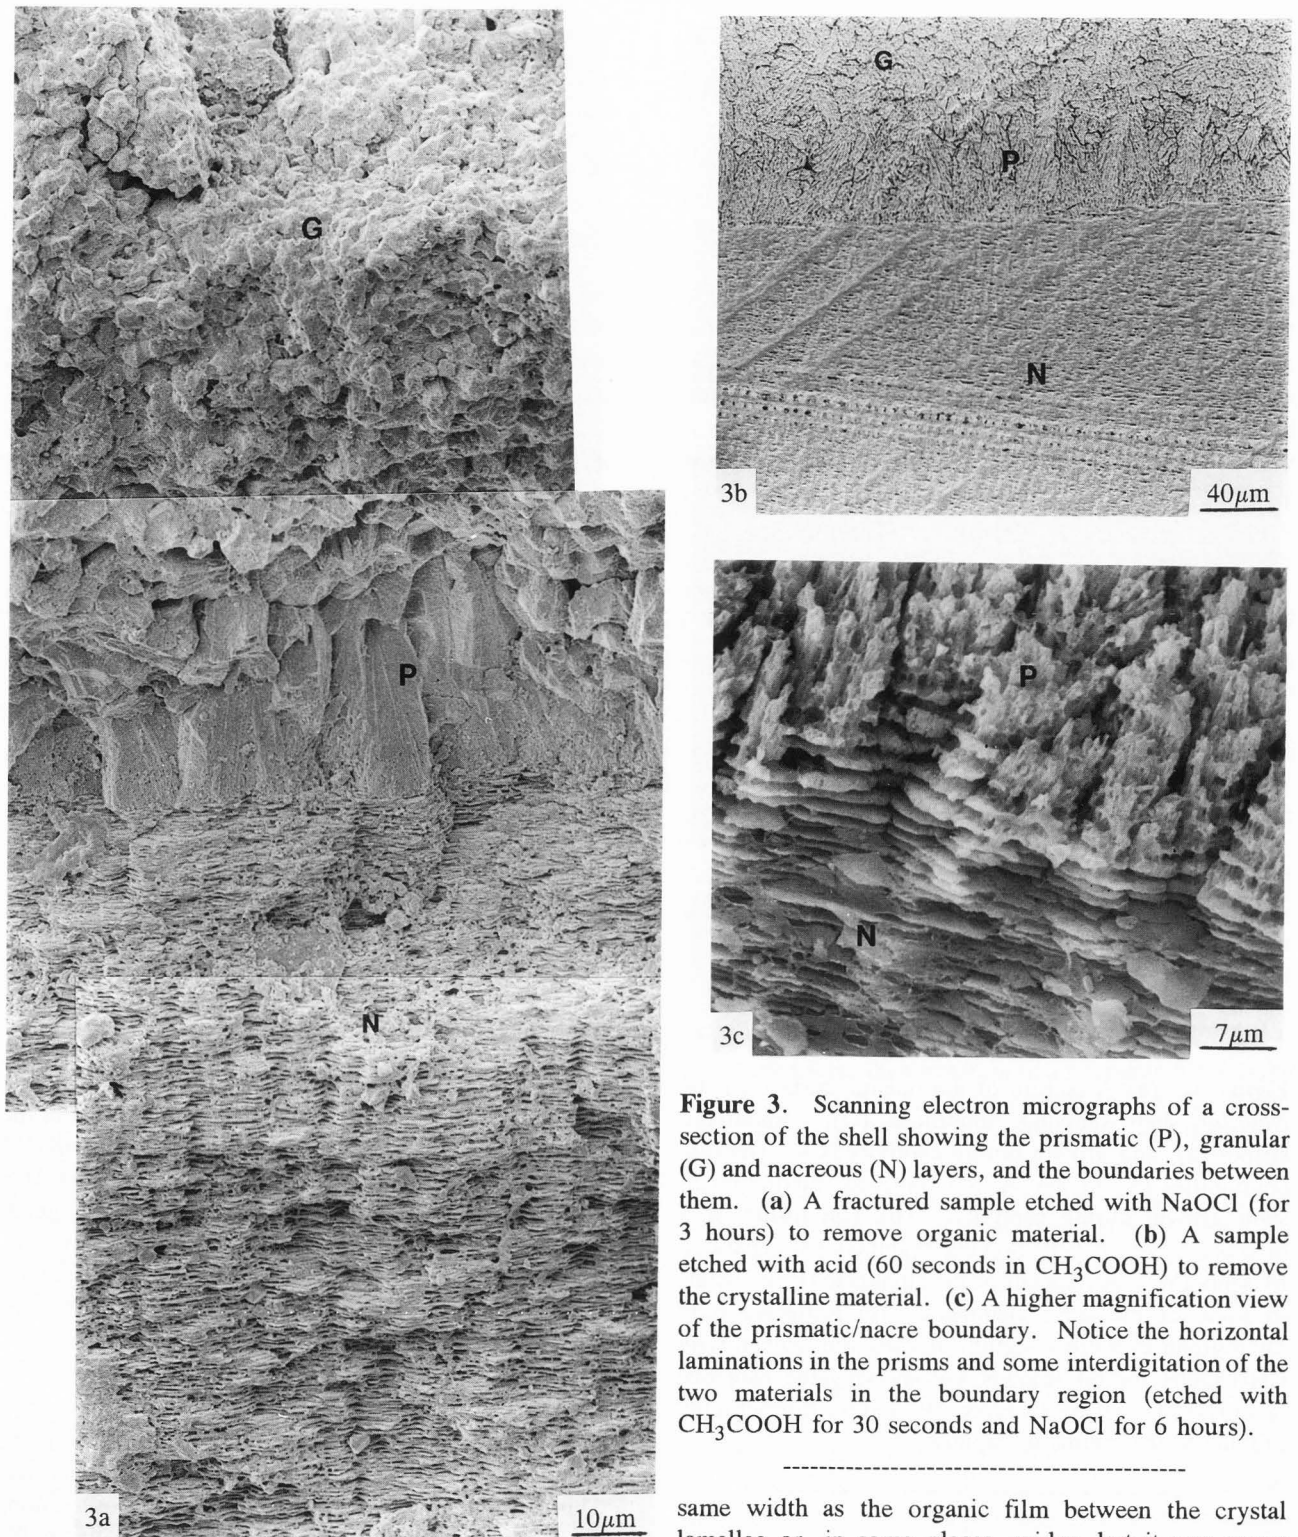 G
P
N
3a
10μm
G
P
N
3b
40μm
P
N
3c
7μm
Figure 3. Scanning electron micrographs of a cross-
section of the shell showing the prismatic (P), granular
(G) and nacreous (N) layers, and the boundaries between
them. (a) A fractured sample etched with NaOCl (for
3 hours) to remove organic material. (b) A sample
etched with acid (60 seconds in CH₃COOH) to remove
the crystalline material. (c) A higher magnification view
of the prismatic/nacre boundary. Notice the horizontal
laminations in the prisms and some interdigitation of the
two materials in the boundary region (etched with
CH₃COOH for 30 seconds and NaOCl for 6 hours).
same width as the organic film between the crystal